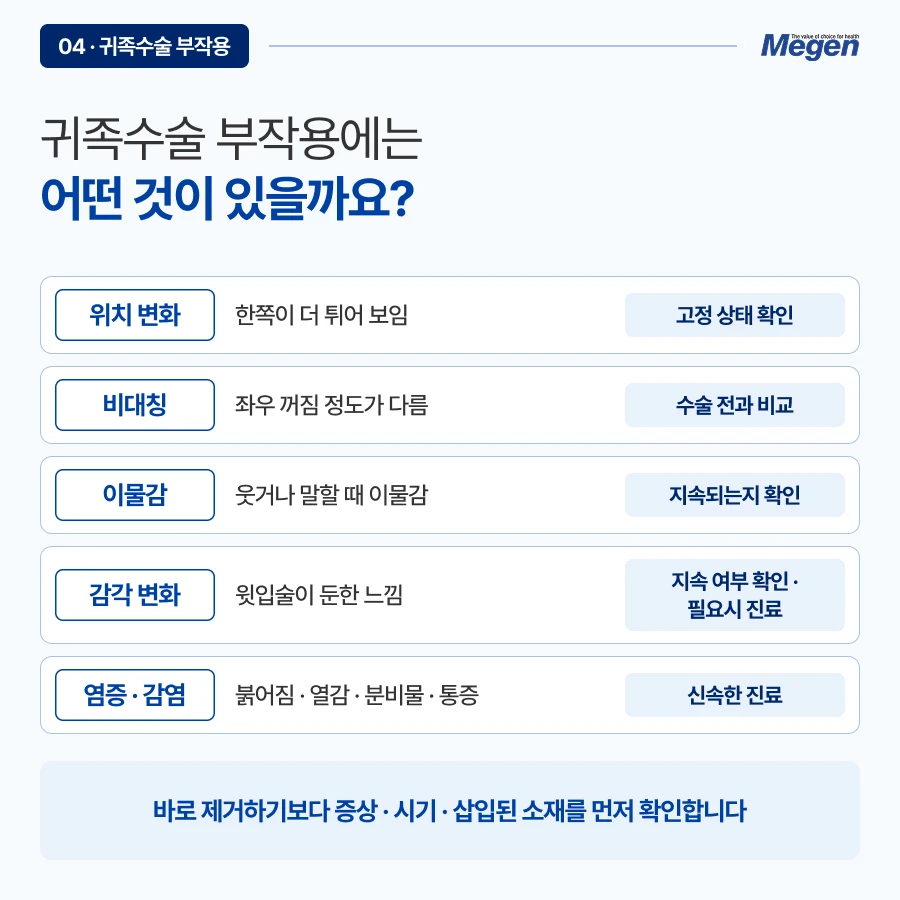 04 · 귀족수술 부작용
The value of choice for health
Megen
귀족수술 부작용에는
어떤 것이 있을까요?
위치 변화
한쪽이 더 튀어 보임
고정 상태 확인
비대칭
좌우 꺼짐 정도가 다름
수술 전과 비교
이물감
웃거나 말할 때 이물감
지속되는지 확인
감각 변화
윗입술이 둔한 느낌
지속 여부 확인 ·
필요시 진료
염증 · 감염
붉어짐 · 열감 · 분비물 · 통증
신속한 진료
바로 제거하기보다 증상 · 시기 · 삽입된 소재를 먼저 확인합니다